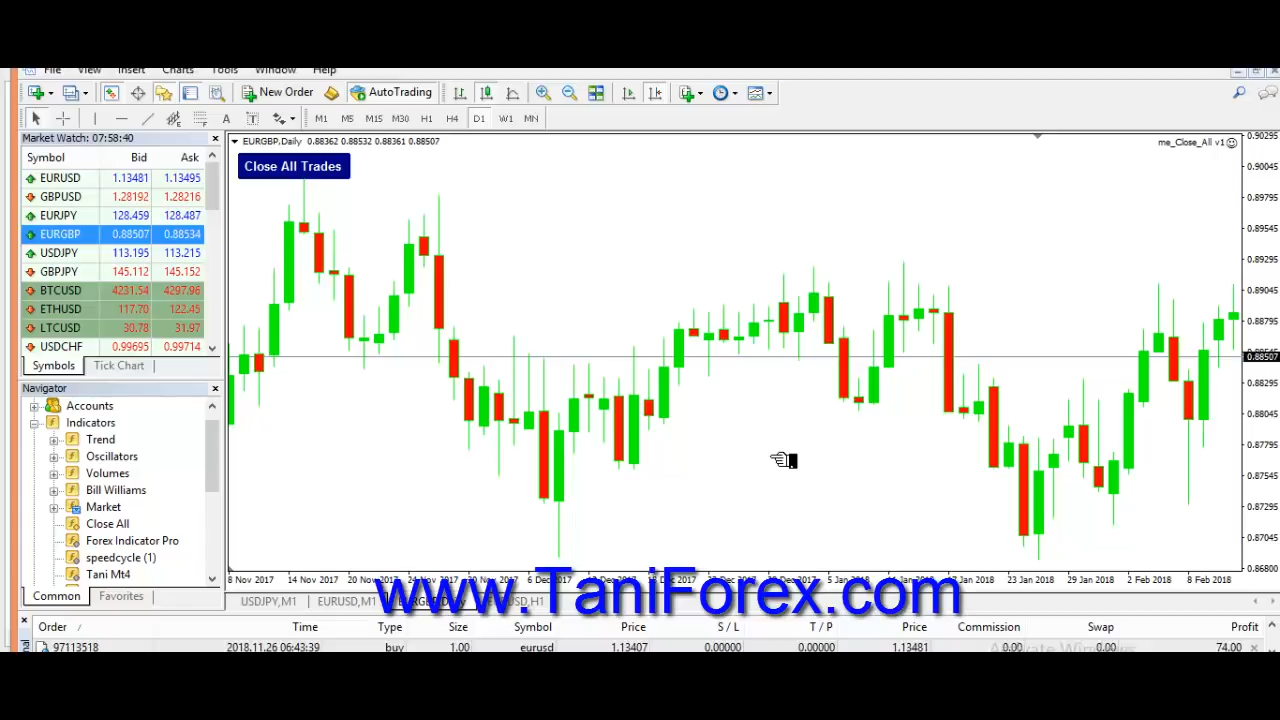 File View Insert Charts Tools Window Help
New Order AutoTrading
A T M1 M5 M15 M30 H1 H4 D1 W1 MN
Market Watch: 07:58:40
Symbol Bid Ask
EURUSD 1.13481 1.13495
GBPUSD 1.28192 1.28216
EURJPY 128.459 128.487
EURGBP 0.88507 0.88534
USDJPY 113.195 113.215
GBPJPY 145.112 145.152
BTCUSD 4231.54 4297.96
ETHUSD 117.70 122.45
LTCUSD 30.78 31.97
USDCHF 0.99695 0.99714
Symbols Tick Chart
Navigator
Accounts
Indicators
Trend
Oscillators
Volumes
Bill Williams
Market
Close All
Forex Indicator Pro
speedcycle (1)
Tani Mt4
Common Favorites
EURGBP,Daily 0.88362 0.88532 0.88361 0.88507
me_Close_All v1
Close All Trades
0.90295
0.90045
0.89795
0.89545
0.89295
0.89045
0.88795
0.88507
0.88295
0.88045
0.87795
0.87545
0.87295
0.87045
0.86800
8 Nov 2017 14 Nov 2017 20 Nov 2017 24 Nov 2017 30 Nov 2017 6 Dec 2017 5 Jan 2018 23 Jan 2018 29 Jan 2018 2 Feb 2018 8 Feb 2018
www.TaniForex.com
USDJPY,M1 EURUSD,M1
Order / Time Type Size Symbol Price S / L T / P Price Commission Swap Profit
97113518 2018.11.26 06:43:39 buy 1.00 eurusd 1.13407 0.00000 0.00000 1.13481 0.00 0.00 74.00